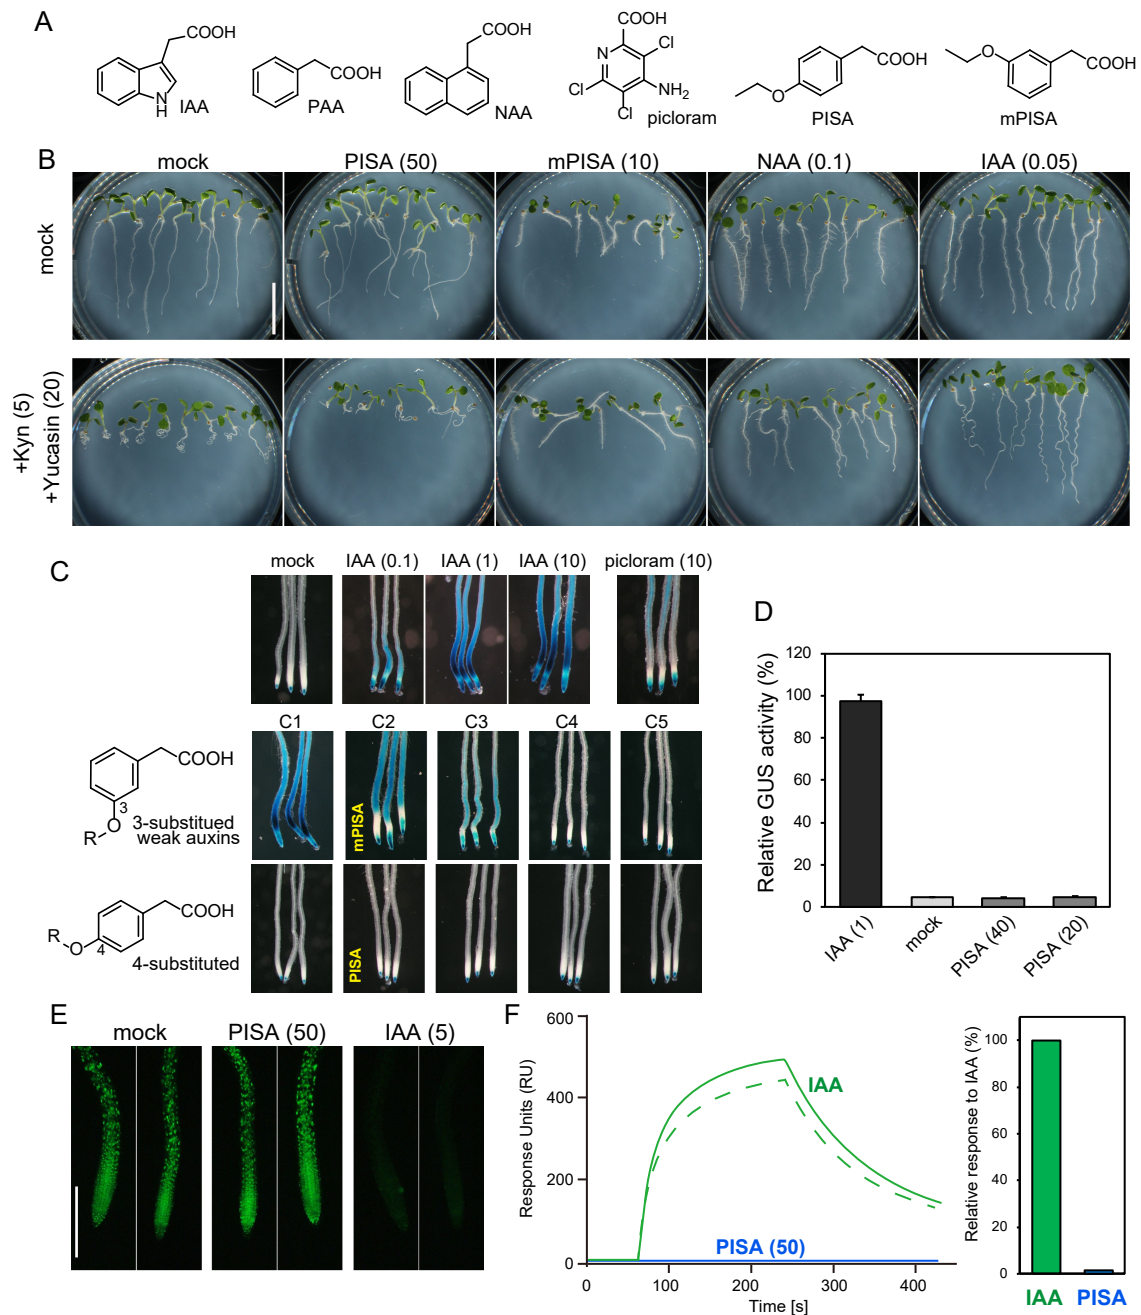 A
COOH
N
H
IAA
COOH
PAA
COOH
NAA
COOH
N
Cl
Cl
NH2
Cl
picloram
COOH
O
PISA
O
COOH
mPISA
B
mock
PISA (50)
mPISA (10)
NAA (0.1)
IAA (0.05)
mock
+Kyn (5)
+Yucasin (20)
C
mock
IAA (0.1)
IAA (1)
IAA (10)
picloram (10)
C1
C2
C3
C4
C5
COOH
3
R
O
3-substitued
weak auxins
mPISA
COOH
R
O
4
4-substituted
PISA
D
Relative GUS activity (%)
120
100
80
60
40
20
0
IAA (1)
mock
PISA (40)
PISA (20)
E
mock
PISA (50)
IAA (5)
F
Response Units (RU)
600
400
200
0
IAA
PISA (50)
0
100
200
300
400
Time [s]
Relative response to IAA (%)
100
80
60
40
20
0
IAA
PISA